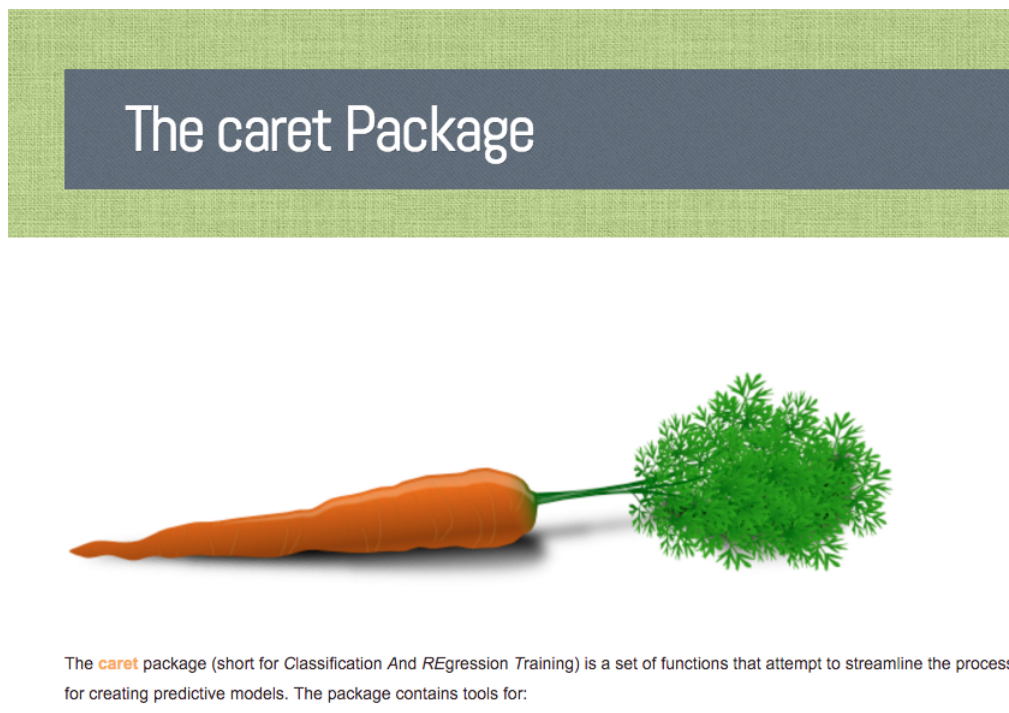 The caret Package
The caret package (short for Classification And REgression Training) is a set of functions that attempt to streamline the process
for creating predictive models. The package contains tools for: